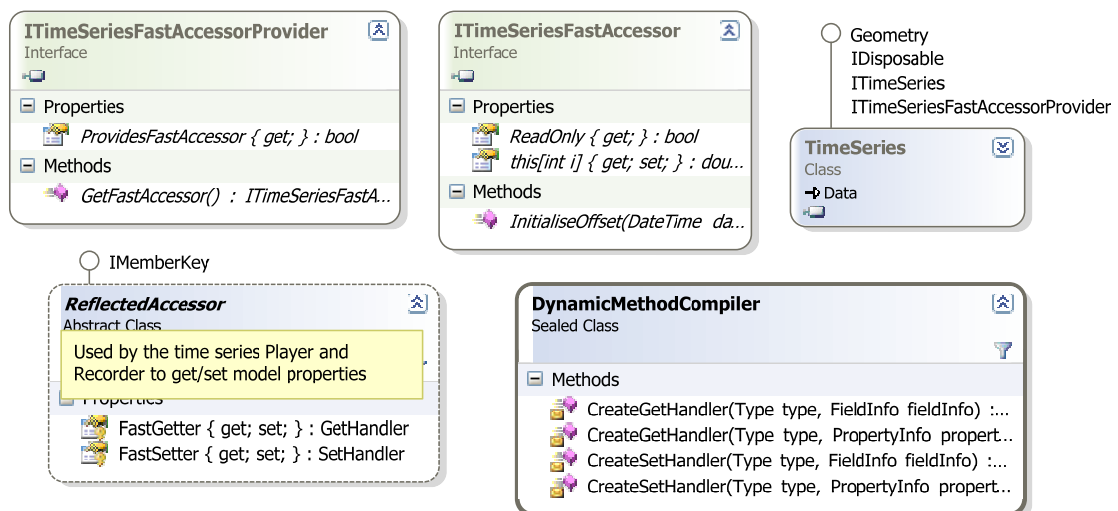 ITimeSeriesFastAccessorProvider
Interface
Properties
ProvidesFastAccessor { get; } : bool
Methods
GetFastAccessor() : ITimeSeriesFastA...
ITimeSeriesFastAccessor
Interface
Properties
ReadOnly { get; } : bool
this[int i] { get; set; } : dou...
Methods
InitialiseOffset(DateTime da...
Geometry
IDisposable
ITimeSeries
ITimeSeriesFastAccessorProvider
TimeSeries
Class
Data
IMemberKey
ReflectedAccessor
Abstract Class
Used by the time series Player and
Recorder to get/set model properties
Properties
FastGetter { get; set; } : GetHandler
FastSetter { get; set; } : SetHandler
DynamicMethodCompiler
Sealed Class
Methods
CreateGetHandler(Type type, FieldInfo fieldInfo) :...
CreateGetHandler(Type type, PropertyInfo propert...
CreateSetHandler(Type type, FieldInfo fieldInfo) :...
CreateSetHandler(Type type, PropertyInfo propert...